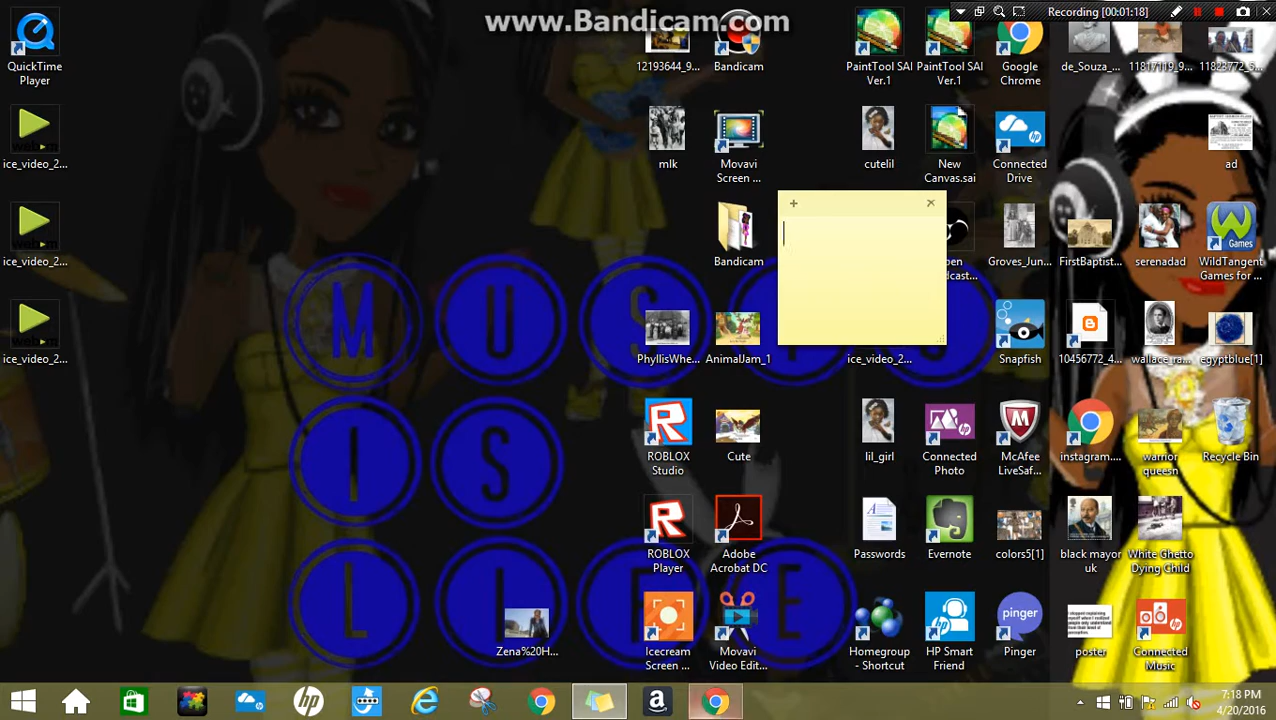 www.Bandicam.com
Recording [00:01:18]
QuickTime
Player
12193644_9...
Bandicam
PaintTool SAI
Ver.1
PaintTool SAI
Ver.1
Google
Chrome
de_Souza_...
11817119_9...
ice_video_2...
mlk
Movavi
Screen ...
cutelil
New
Canvas.sai
Connected
Drive
ad
ice_video_2...
Bandicam
Groves_Jun...
FirstBaptist...
serenadad
WildTangent
Games for ...
ice_video_2...
PhyllisWhe...
AnimalJam_1
ice_video_2...
Snapfish
10456772_4...
egyptblue[1]
ROBLOX
Studio
Cute
lil_girl
Connected
Photo
McAfee
LiveSaf...
instagram....
warrior
queesn
Recycle Bin
ROBLOX
Player
Adobe
Acrobat DC
Passwords
Evernote
colors5[1]
black mayor
uk
White Ghetto
Dying Child
Zena%20H...
Icecream
Screen ...
Movavi
Video Edit...
Homegroup
- Shortcut
HP Smart
Friend
pinger
Pinger
poster
Connected
Music
7:18 PM
4/20/2016